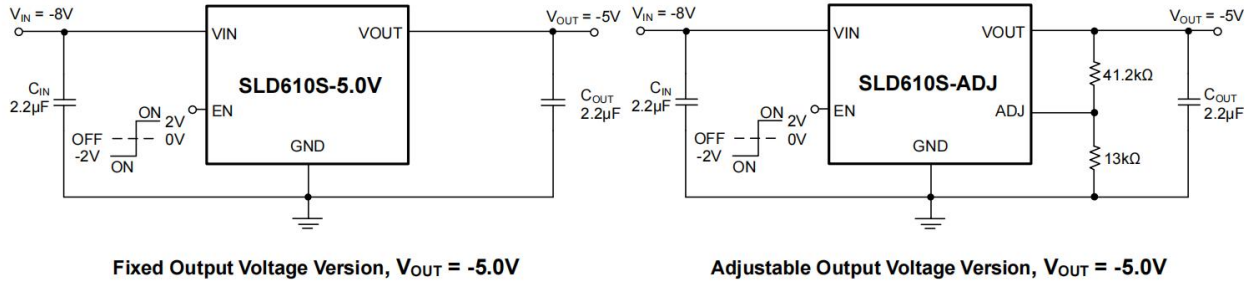 VIN = -8V
VOUT = -5V
VIN
VOUT
SLD610S-5.0V
CIN
2.2μF
EN
ON 2V
OFF 0V
-2V
ON
GND
COUT
2.2μF
Fixed Output Voltage Version, VOUT = -5.0V
VIN = -8V
VOUT = -5V
VIN
VOUT
SLD610S-ADJ
41.2kΩ
CIN
2.2μF
EN
ADJ
ON 2V
OFF 0V
-2V
ON
GND
13kΩ
COUT
2.2μF
Adjustable Output Voltage Version, VOUT = -5.0V